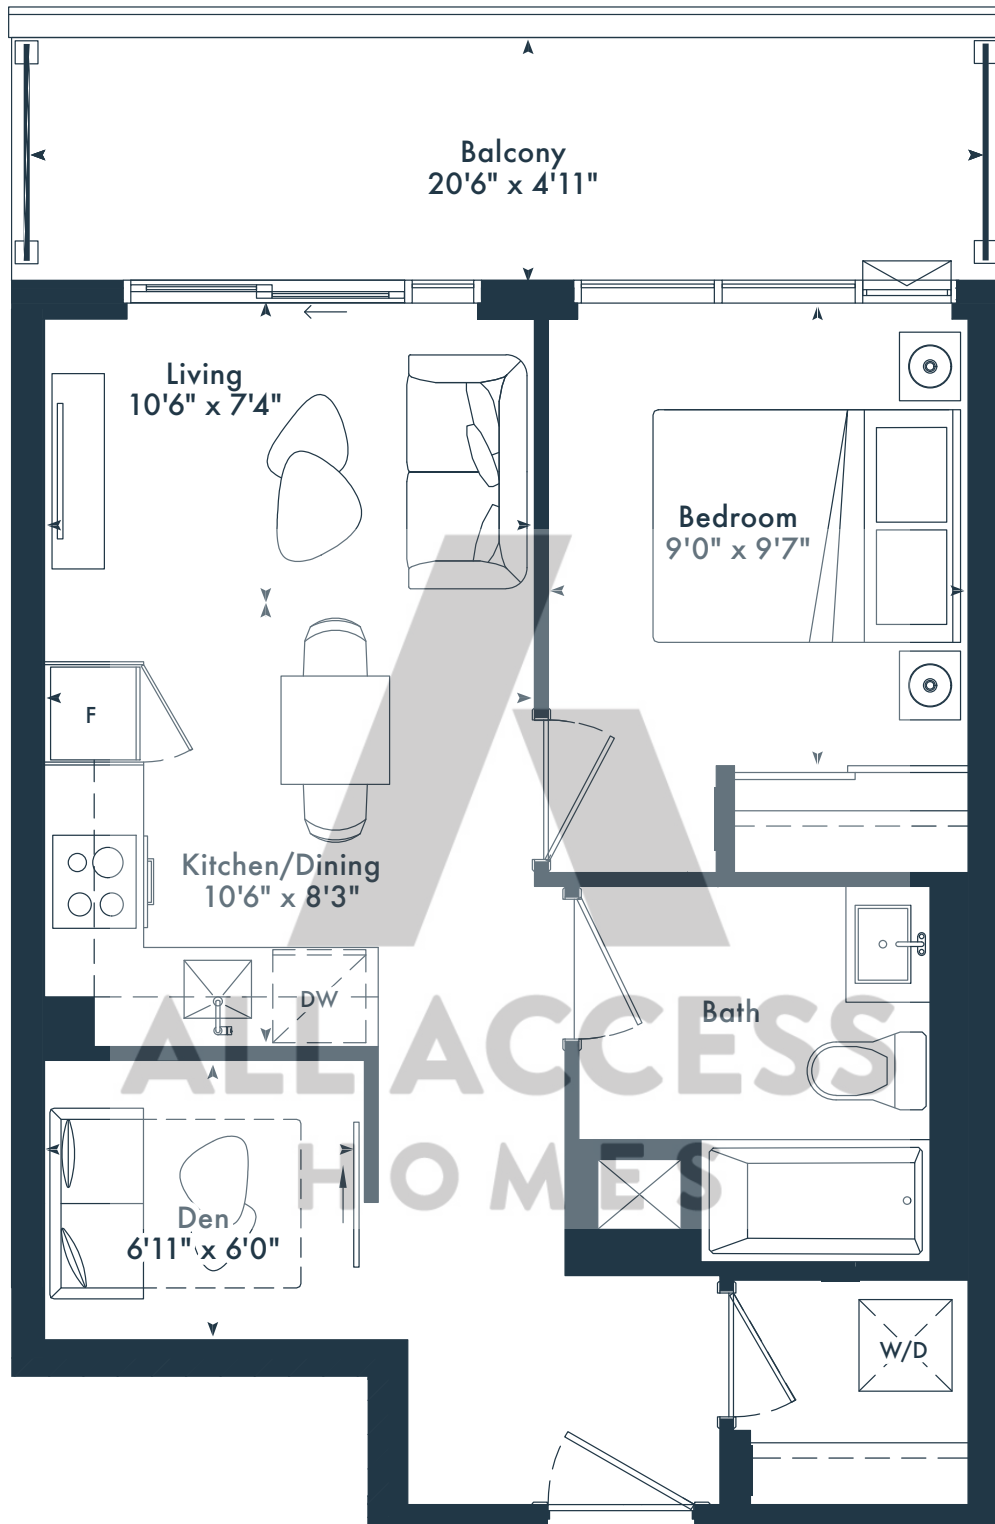 Balcony
20'6" x 4'11"
Living
10'6" x 7'4"
Bedroom
9'0" x 9'7"
F
Kitchen/Dining
10'6" x 8'3"
DW
Bath
ALL ACCESS
HOMES
Den
6'11" x 6'0"
W/D